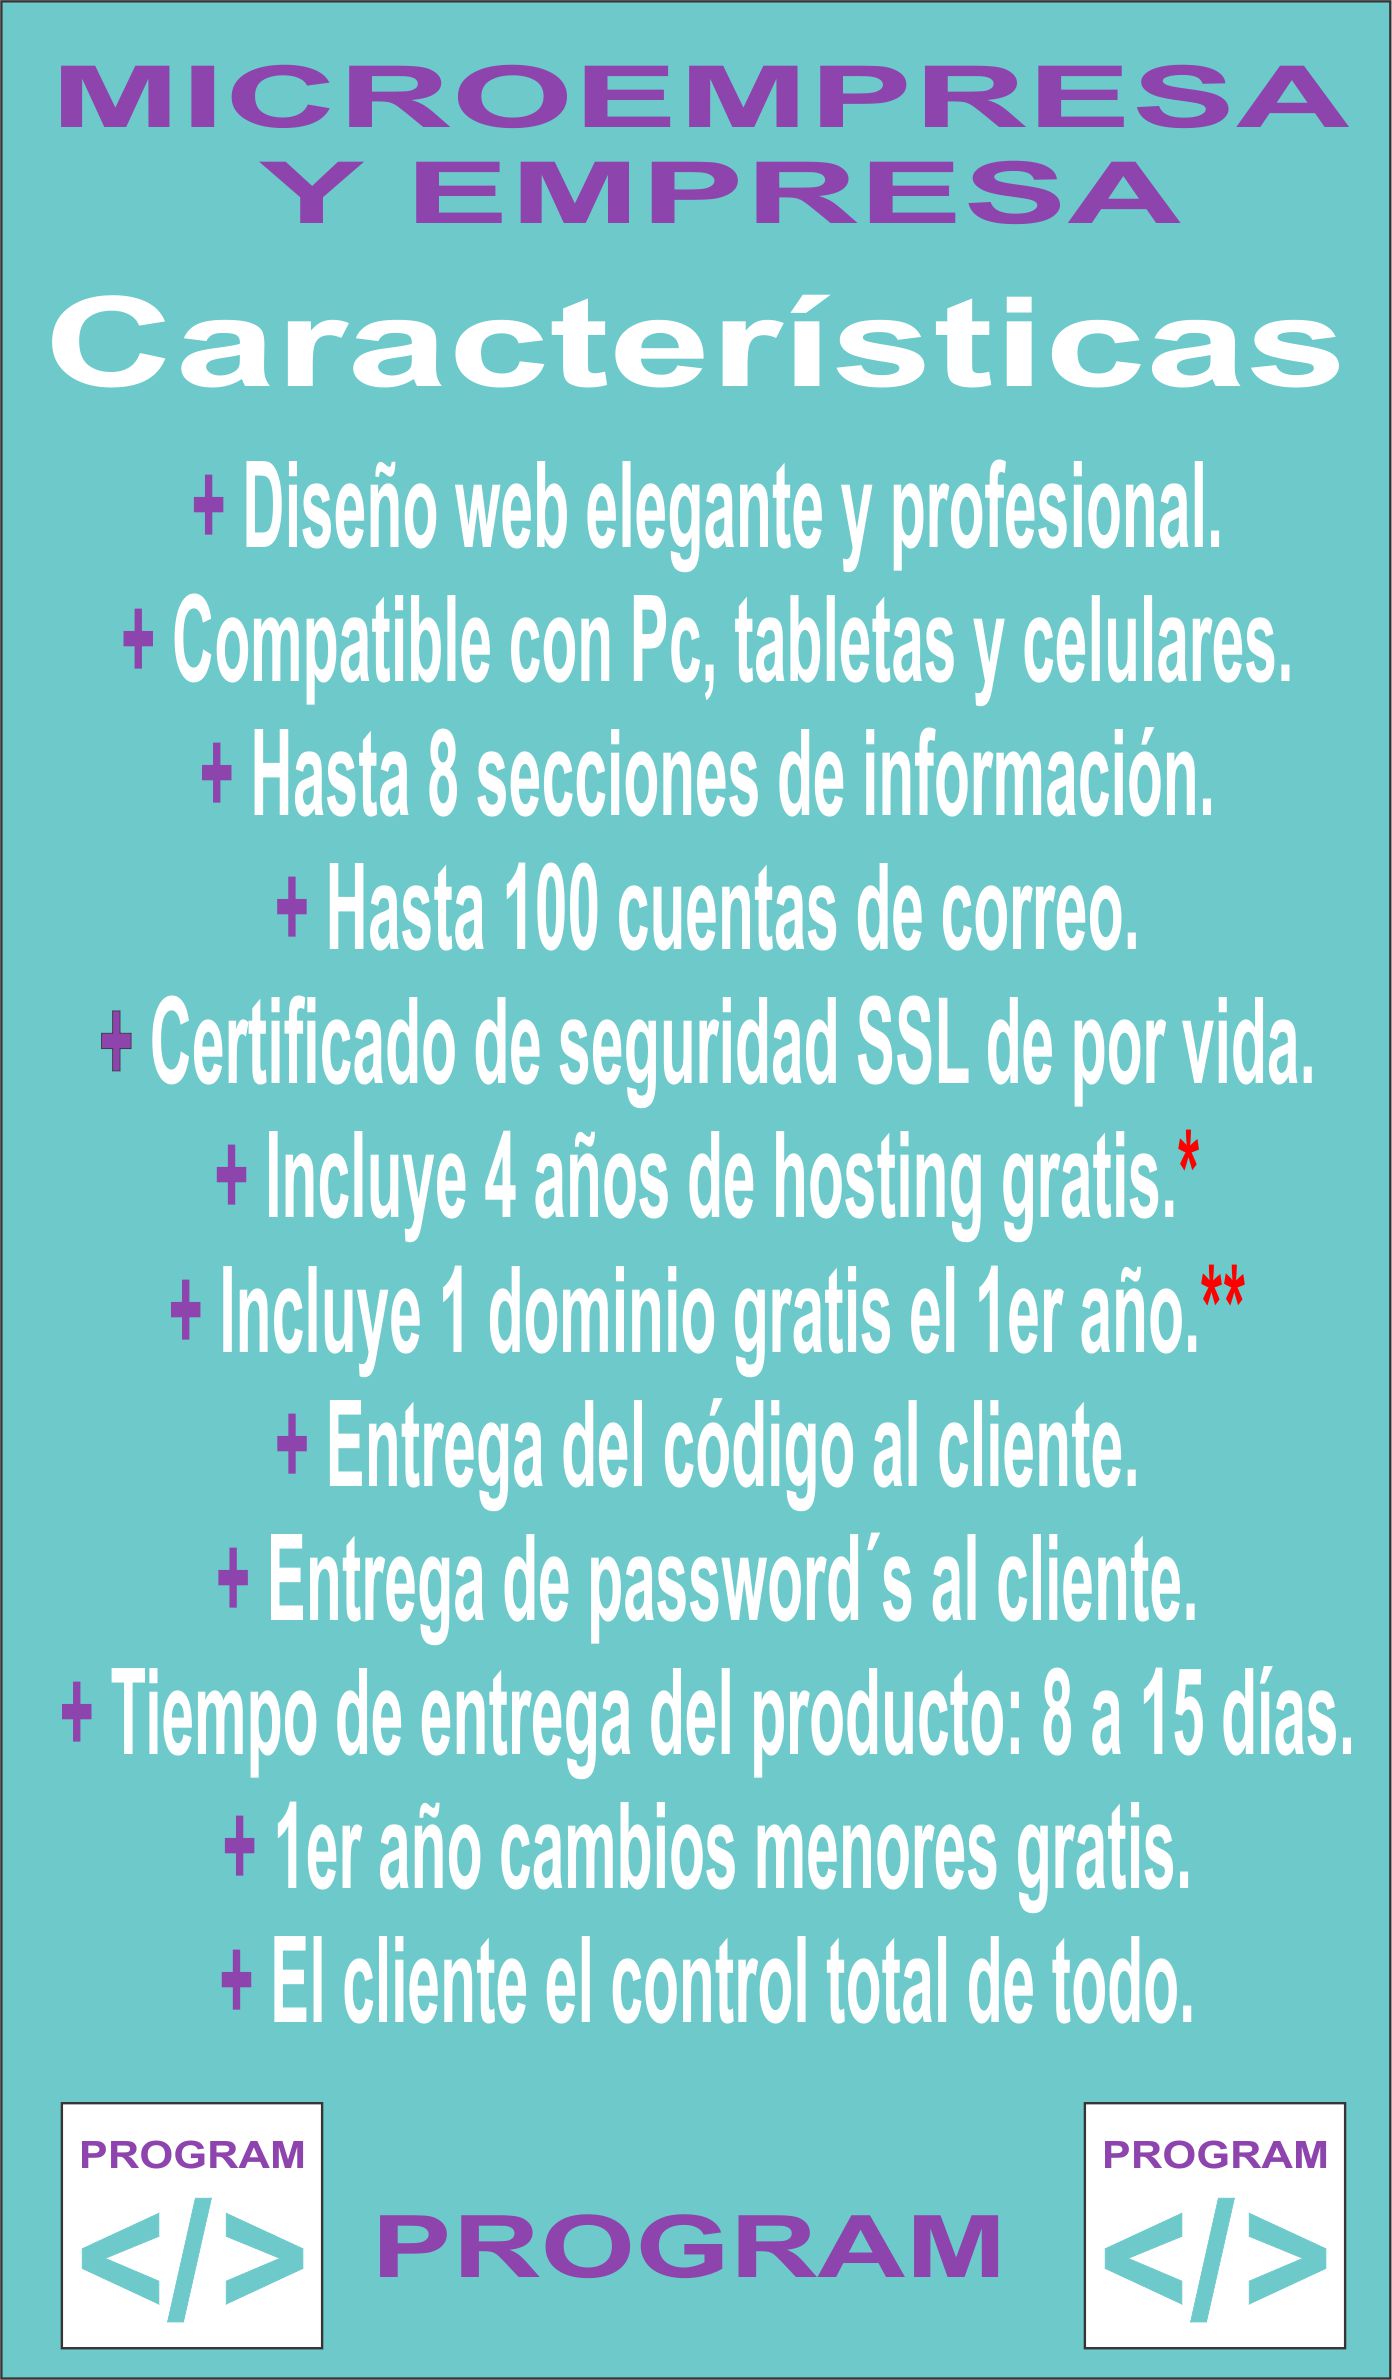 MICROEMPRESA
Y EMPRESA
Características
+ Diseño web elegante y profesional.
+ Compatible con Pc, tabletas y celulares.
+ Hasta 8 secciones de información.
+ Hasta 100 cuentas de correo.
+ Certificado de seguridad SSL de por vida.
+ Incluye 4 años de hosting gratis.*
+ Incluye 1 dominio gratis el 1er año.**
+ Entrega del código al cliente.
+ Entrega de password´s al cliente.
+ Tiempo de entrega del producto: 8 a 15 días.
+ 1er año cambios menores gratis.
+ El cliente el control total de todo.
PROGRAM
</>
PROGRAM
PROGRAM
</>